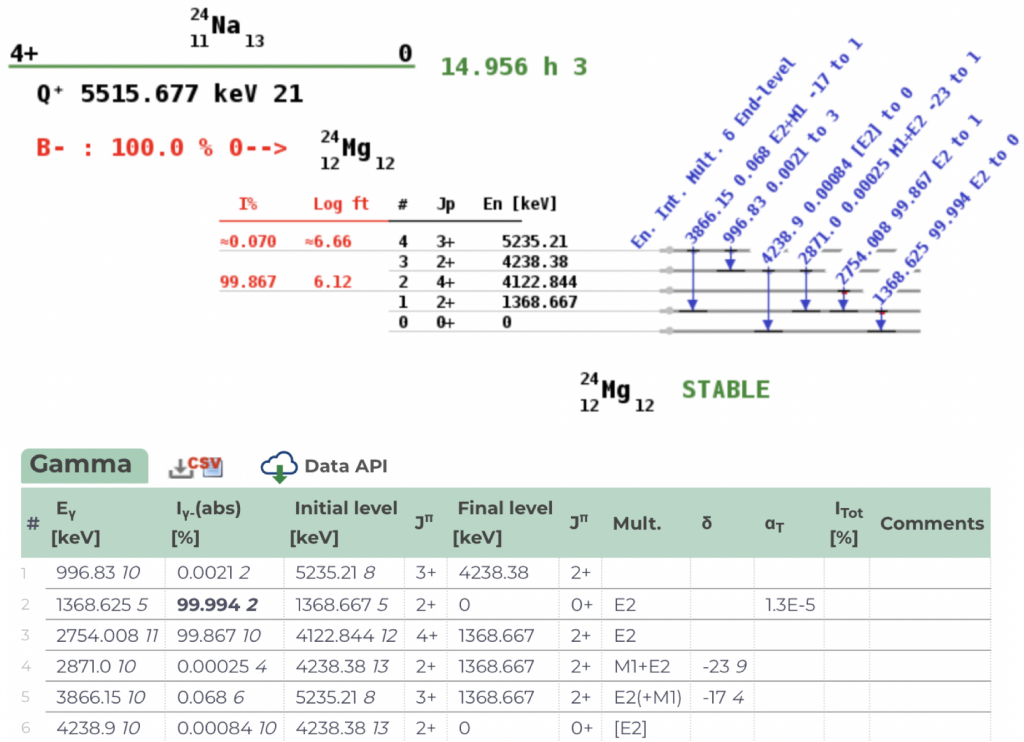 24
11 Na 13
4+ 0
14.956 h 3
Q⁺ 5515.677 keV 21
B- : 100.0 % 0--> 24
12 Mg 12
I% Log ft # Jp En [keV]
≈0.070 ≈6.66 4 3+ 5235.21
3 2+ 4238.38
99.867 6.12 2 4+ 4122.844
1 2+ 1368.667
0 0+ 0
En. Int. Mult. δ End-level
3866.15 0.068 E2+M1 -17 to 1
996.83 0.0021 to 3
4238.9 0.00084 [E2] to 0
2871.0 0.00025 M1+E2 -23 to 1
2754.008 99.867 E2 to 1
1368.625 99.994 E2 to 0
24
12 Mg 12 STABLE
Gamma CSV Data API
# Eγ [keV] Iγ-(abs) [%] Initial level [keV] Jπ Final level [keV] Jπ Mult. δ αT ITot [%] Comments
1 996.83 10 0.0021 2 5235.21 8 3+ 4238.38 2+
2 1368.625 5 99.994 2 1368.667 5 2+ 0 0+ E2 1.3E-5
3 2754.008 11 99.867 10 4122.844 12 4+ 1368.667 2+ E2
4 2871.0 10 0.00025 4 4238.38 13 2+ 1368.667 2+ M1+E2 -23 9
5 3866.15 10 0.068 6 5235.21 8 3+ 1368.667 2+ E2(+M1) -17 4
6 4238.9 10 0.00084 10 4238.38 13 2+ 0 0+ [E2]